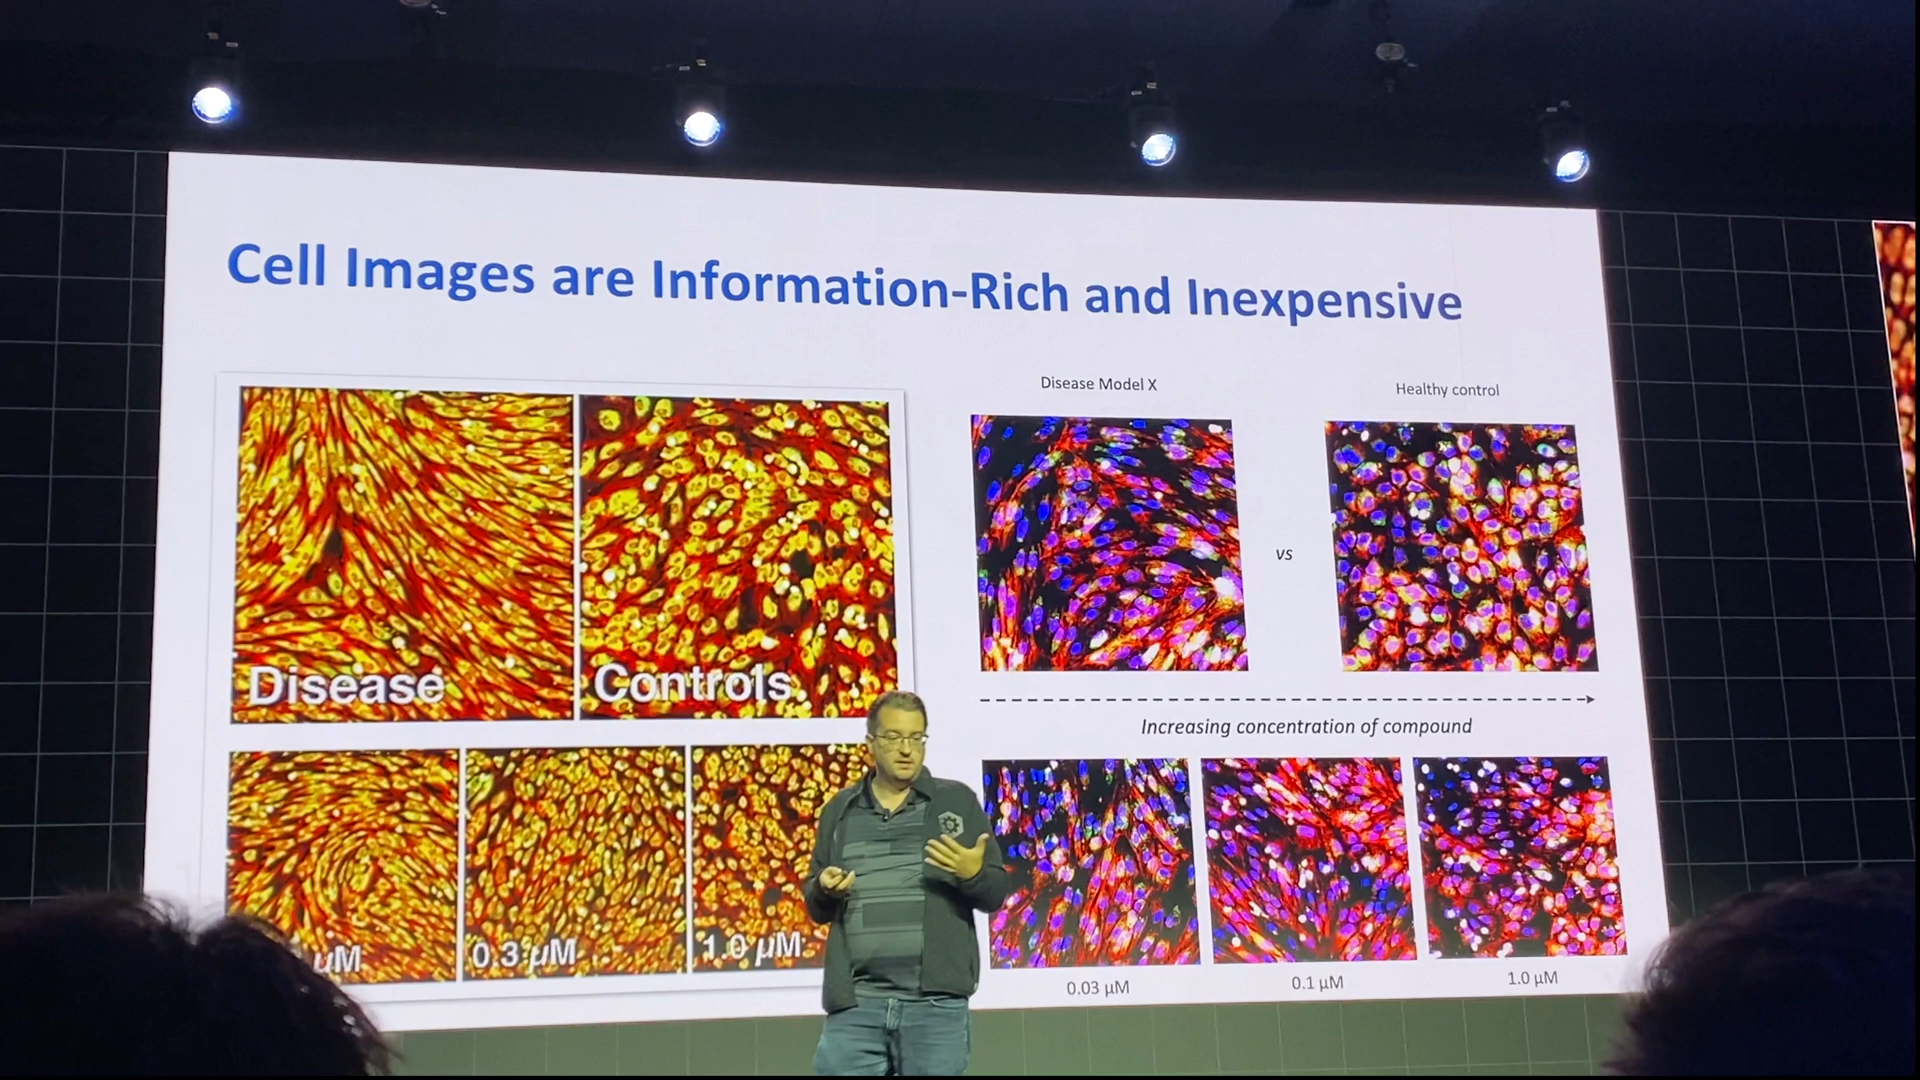 Cell Images are Information-Rich and Inexpensive
Disease Model X
Healthy control
vs
Disease
Controls
Increasing concentration of compound
µM
0.3 µM
1.0 µM
0.03 µM
0.1 µM
1.0 µM